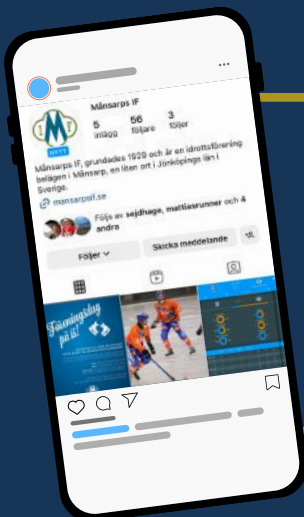 Månsarps IF
5 56 3
inlägg följare följer
NYTT
Månsarps IF, grundades 1929 och är en idrottsförening
belägen i Månsarp, en liten ort i Jönköpings län i
Sverige.
mansarpsif.se
Följs av sejdhage, mattiasrunner och 4
andra
Följer
Skicka meddelande
Föreningsdag
på is!